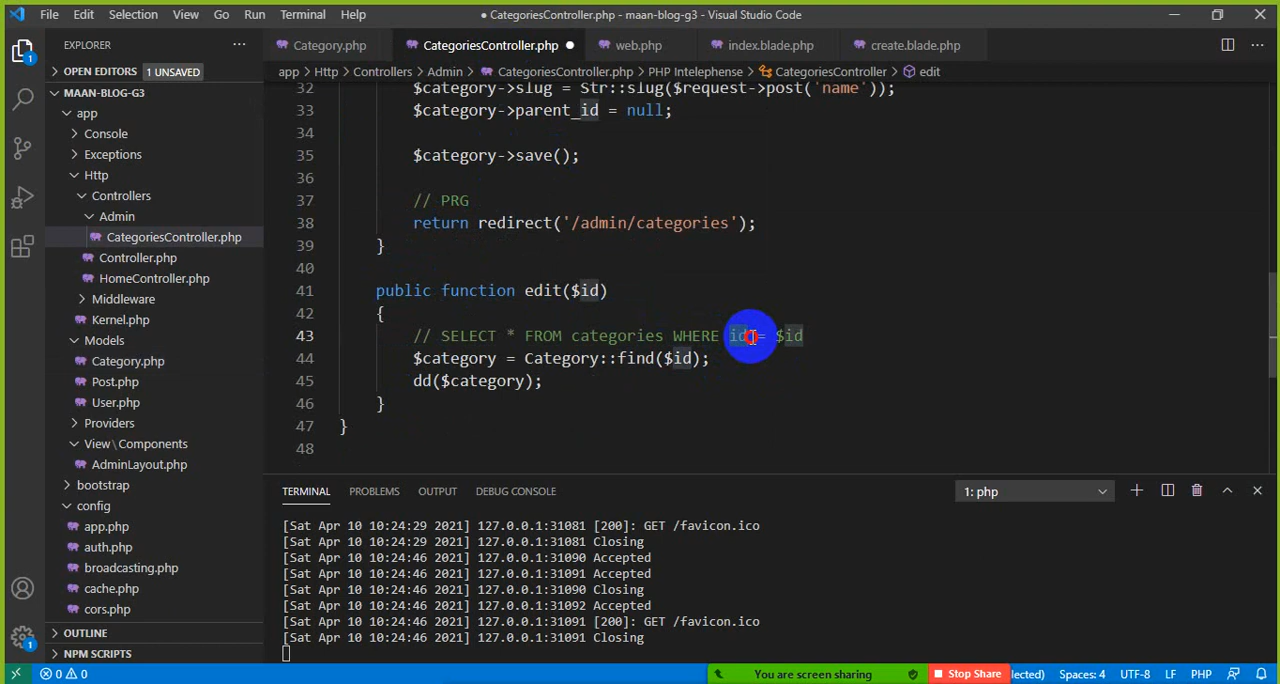 File Edit Selection View Go Run Terminal Help
● CategoriesController.php - maan-blog-g3 - Visual Studio Code
EXPLORER
Category.php CategoriesController.php ● web.php index.blade.php create.blade.php
OPEN EDITORS 1 UNSAVED
app > Http > Controllers > Admin > CategoriesController.php > PHP Intelephense > CategoriesController > edit
MAAN-BLOG-G3
app
Console
Exceptions
Http
Controllers
Admin
CategoriesController.php
Controller.php
HomeController.php
Middleware
Kernel.php
Models
Category.php
Post.php
User.php
Providers
View\Components
AdminLayout.php
bootstrap
config
app.php
auth.php
broadcasting.php
cache.php
cors.php
OUTLINE
NPM SCRIPTS
32 $category->slug = Str::slug($request->post('name'));
33 $category->parent_id = null;
34
35 $category->save();
36
37 // PRG
38 return redirect('/admin/categories');
39 }
40
41 public function edit($id)
42 {
43 // SELECT * FROM categories WHERE id = $id
44 $category = Category::find($id);
45 dd($category);
46 }
47 }
48
TERMINAL PROBLEMS OUTPUT DEBUG CONSOLE 1: php
[Sat Apr 10 10:24:29 2021] 127.0.0.1:31081 [200]: GET /favicon.ico
[Sat Apr 10 10:24:29 2021] 127.0.0.1:31081 Closing
[Sat Apr 10 10:24:46 2021] 127.0.0.1:31090 Accepted
[Sat Apr 10 10:24:46 2021] 127.0.0.1:31091 Accepted
[Sat Apr 10 10:24:46 2021] 127.0.0.1:31090 Closing
[Sat Apr 10 10:24:46 2021] 127.0.0.1:31092 Accepted
[Sat Apr 10 10:24:46 2021] 127.0.0.1:31091 [200]: GET /favicon.ico
[Sat Apr 10 10:24:46 2021] 127.0.0.1:31091 Closing
0 0 You are screen sharing Stop Share lected) Spaces: 4 UTF-8 LF PHP